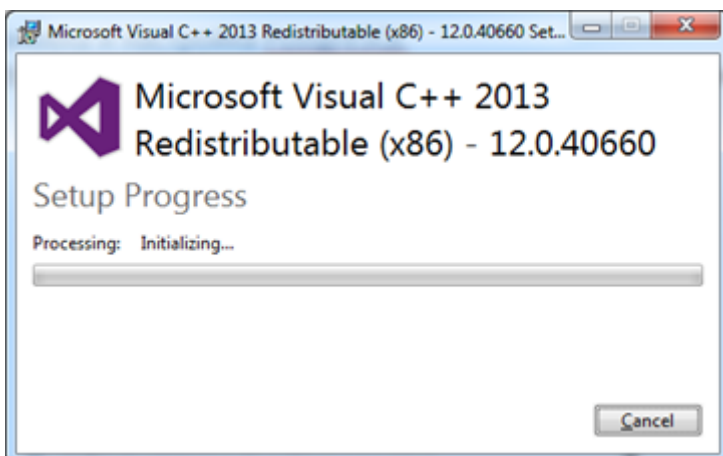 Microsoft Visual C++ 2013 Redistributable (x86) - 12.0.40660 Set...
Microsoft Visual C++ 2013
Redistributable (x86) - 12.0.40660
Setup Progress
Processing: Initializing...
Cancel